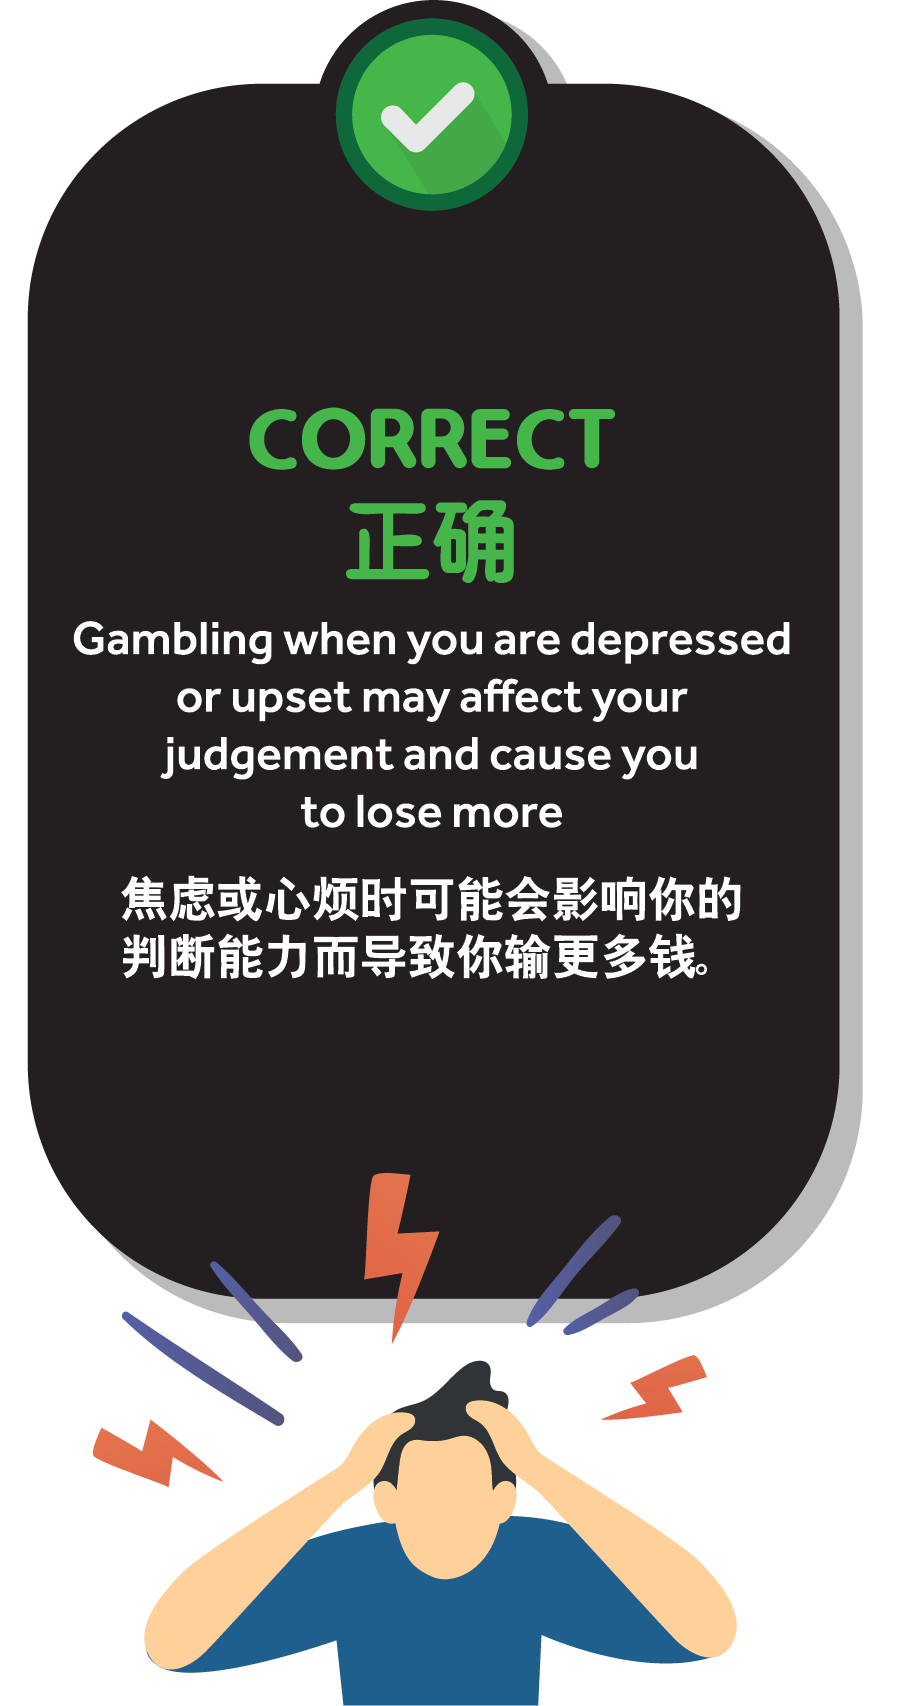 CORRECT
正确
Gambling when you are depressed
or upset may affect your
judgement and cause you
to lose more
焦虑或心烦时可能会影响你的
判断能力而导致你输更多钱。